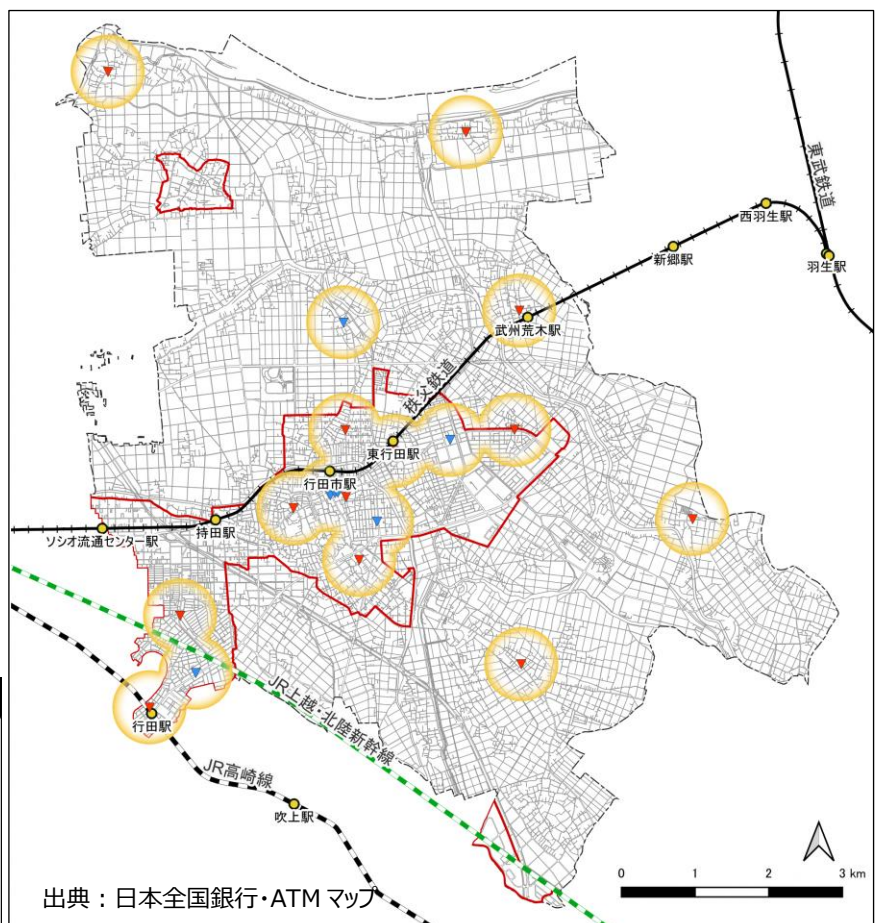 東武鉄道
西羽生駅
新郷駅
羽生駅
武州荒木駅
秩父鉄道
東行田駅
行田市駅
持田駅
ソシオ流通センター駅
JR上越・北陸新幹線
行田駅
JR高崎線
吹上駅
0 1 2 3 km
出典：日本全国銀行・ATMマップ